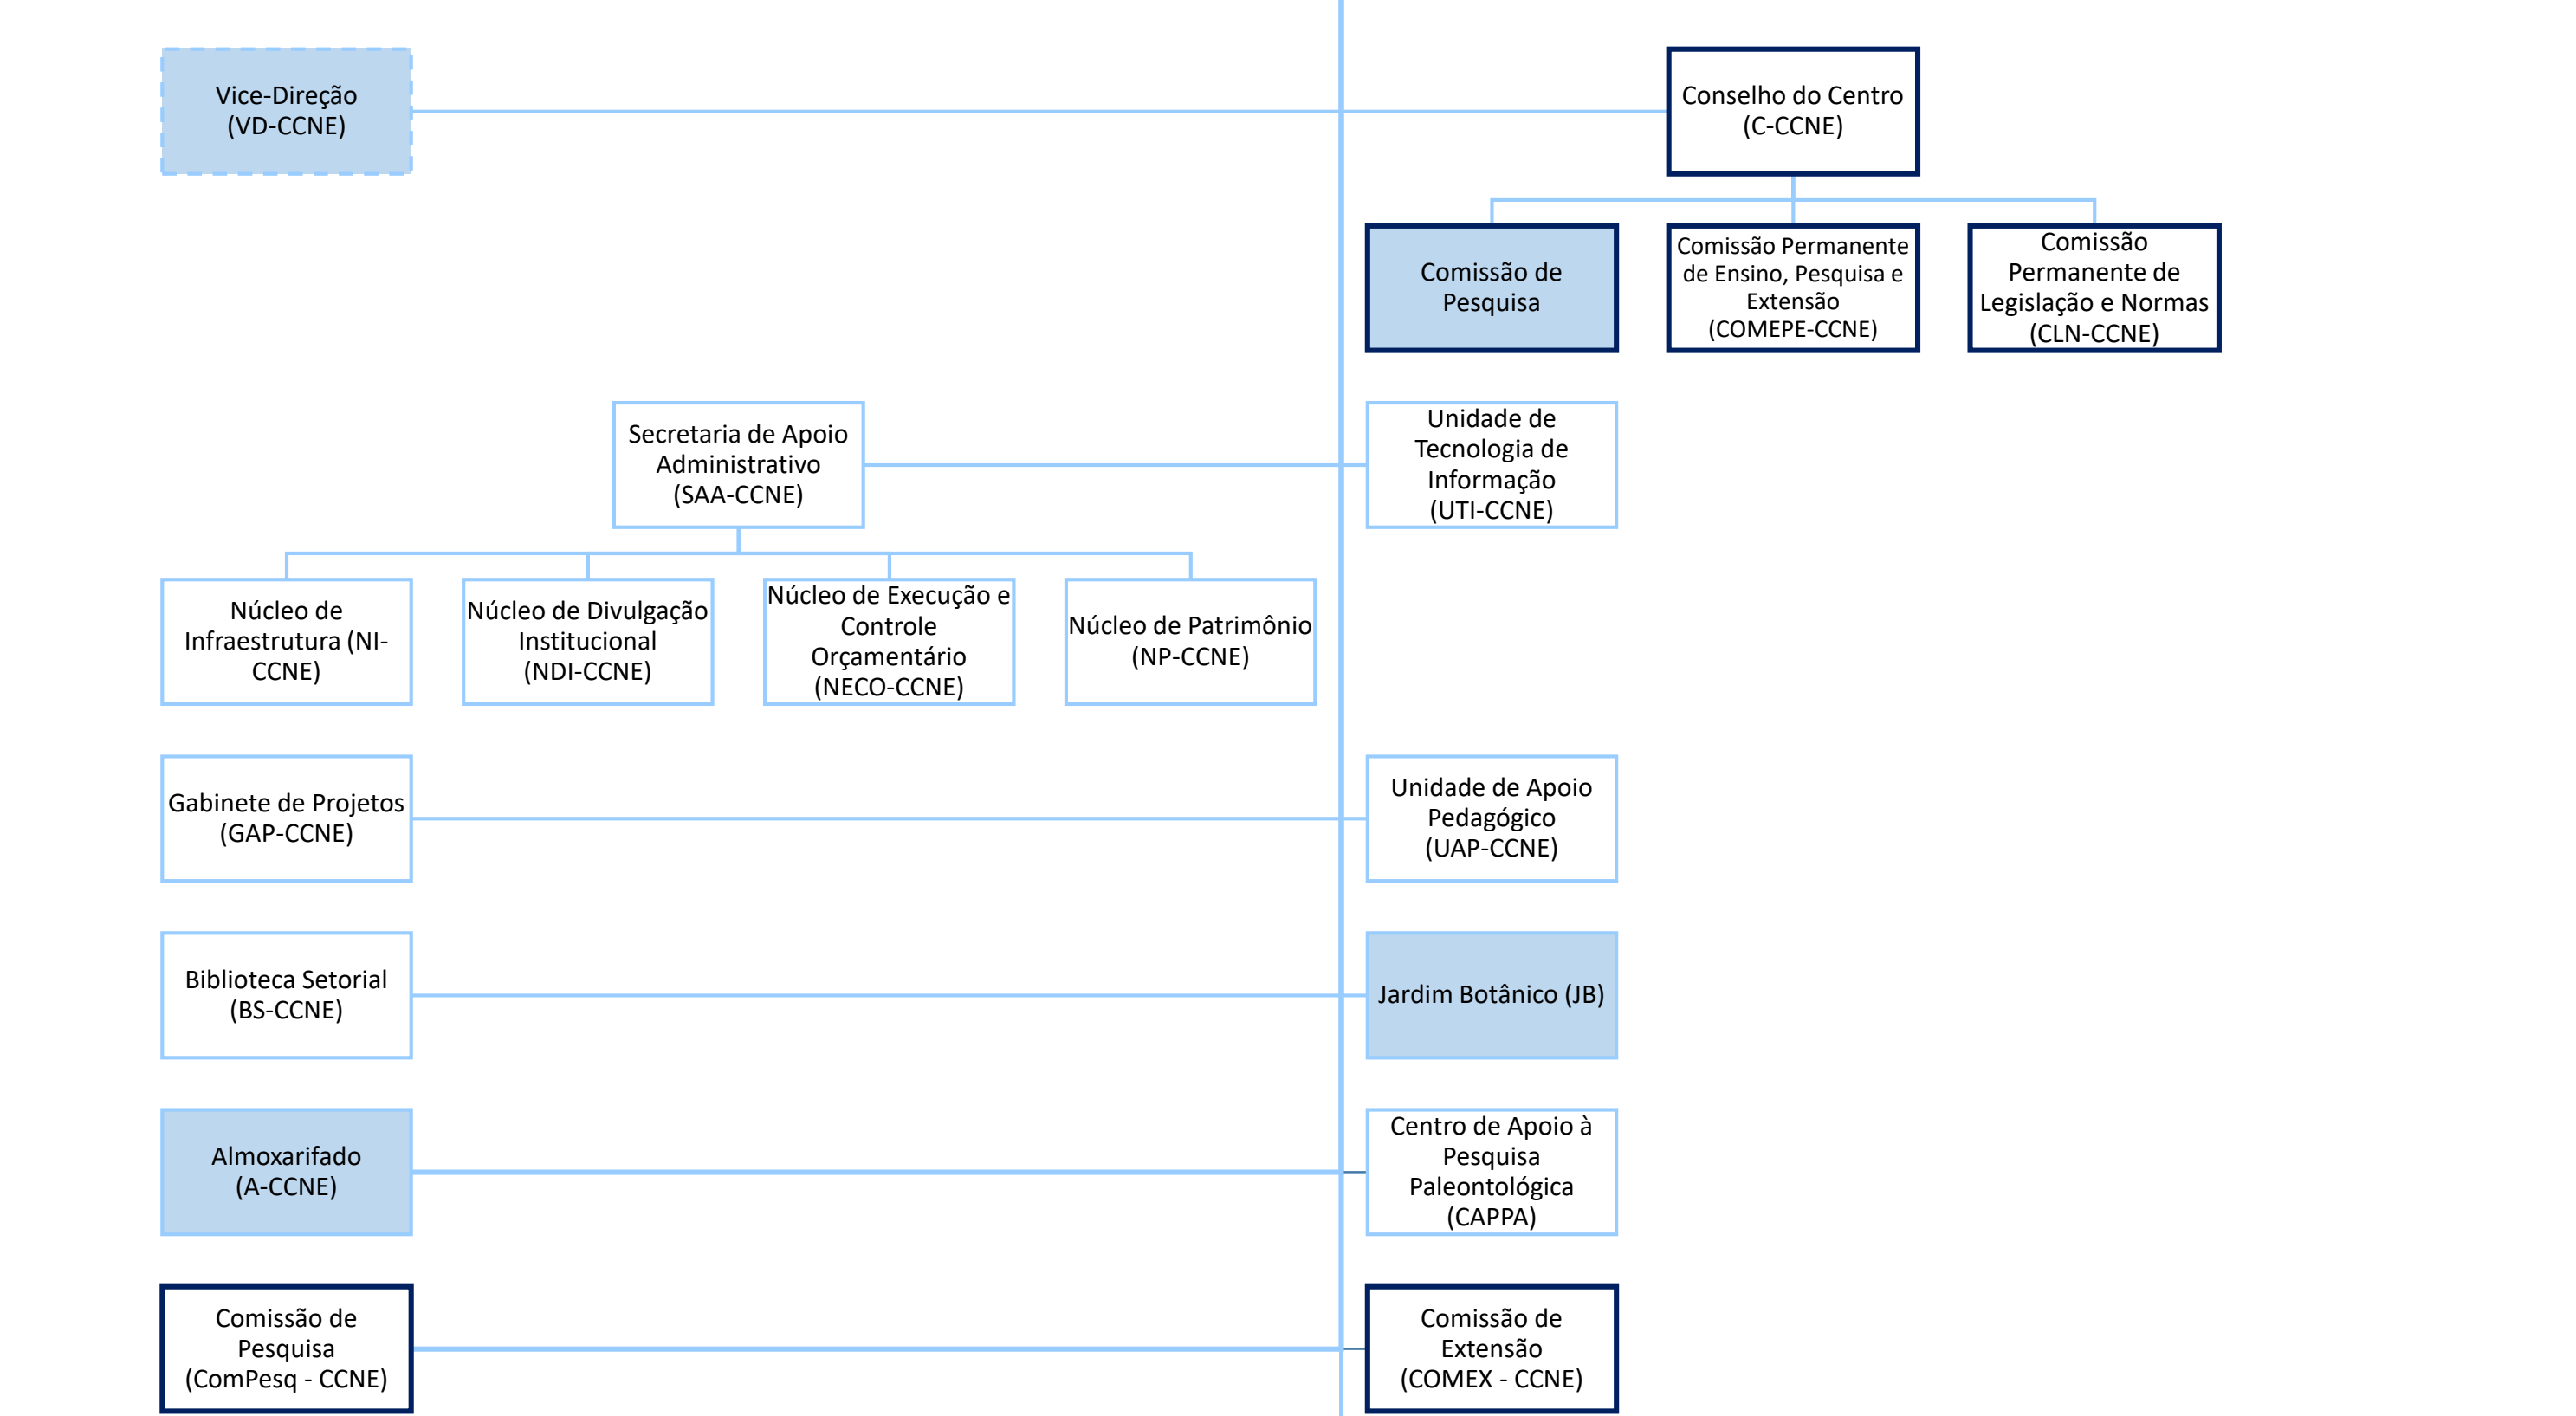 Vice-Direção
(VD-CCNE)
Conselho do Centro
(C-CCNE)
Comissão de
Pesquisa
Comissão Permanente
de Ensino, Pesquisa e
Extensão
(COMEPE-CCNE)
Comissão
Permanente de
Legislação e Normas
(CLN-CCNE)
Secretaria de Apoio
Administrativo
(SAA-CCNE)
Unidade de
Tecnologia de
Informação
(UTI-CCNE)
Núcleo de
Infraestrutura (NI-
CCNE)
Núcleo de Divulgação
Institucional
(NDI-CCNE)
Núcleo de Execução e
Controle
Orçamentário
(NECO-CCNE)
Núcleo de Patrimônio
(NP-CCNE)
Gabinete de Projetos
(GAP-CCNE)
Unidade de Apoio
Pedagógico
(UAP-CCNE)
Biblioteca Setorial
(BS-CCNE)
Jardim Botânico (JB)
Almoxarifado
(A-CCNE)
Centro de Apoio à
Pesquisa
Paleontológica
(CAPPA)
Comissão de
Pesquisa
(ComPesq - CCNE)
Comissão de
Extensão
(COMEX - CCNE)